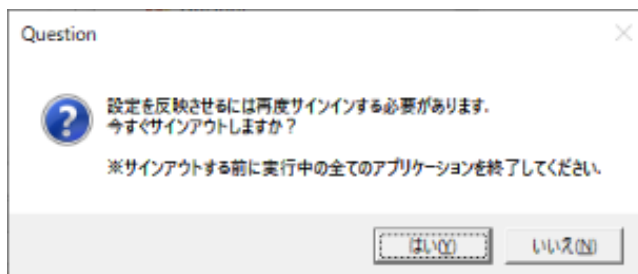 Question
設定を反映させるには再度サインインする必要があります.
今すぐサインアウトしますか？
※サインアウトする前に実行中の全てのアプリケーションを終了してください.
はい(Y)
いいえ(N)